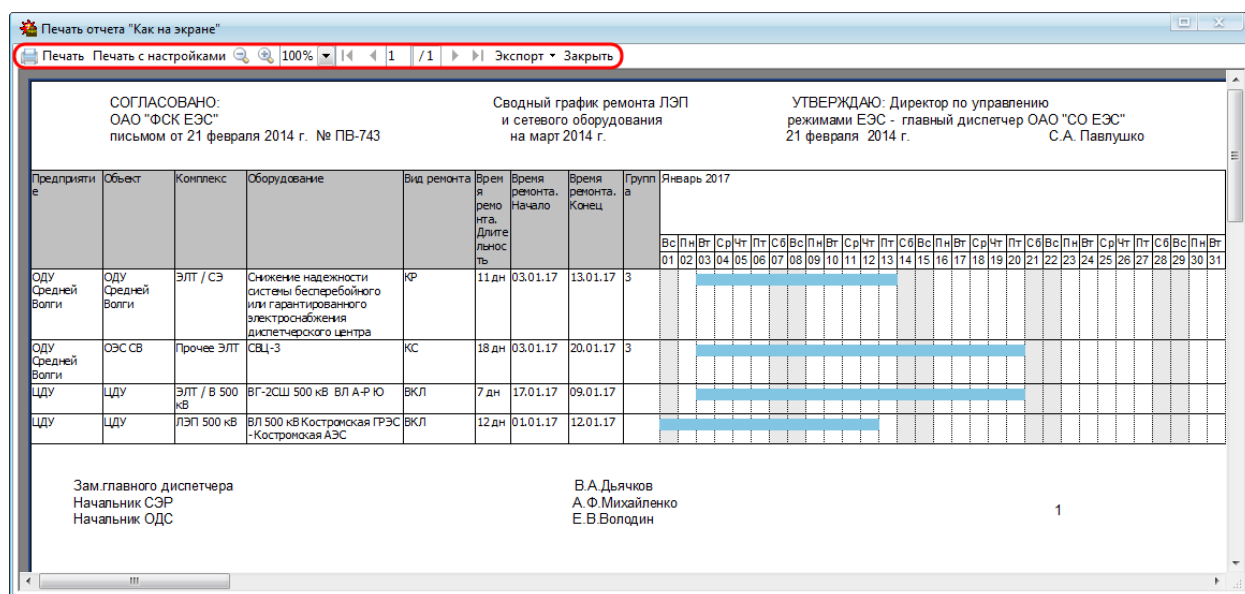 Печать отчета "Как на экране"
Печать Печать с настройками 100% 1 /1 Экспорт Закрыть
СОГЛАСОВАНО:
ОАО "ФСК ЕЭС"
письмом от 21 февраля 2014 г. № ПВ-743
Сводный график ремонта ЛЭП
и сетевого оборудования
на март 2014 г.
УТВЕРЖДАЮ: Директор по управлению
режимами ЕЭС - главный диспетчер ОАО "СО ЕЭС"
21 февраля 2014 г. С.А. Павлушко
Предприяти
е
Объект
Комплекс
Оборудование
Вид ремонта
Врем
я
ремо
нта.
Длите
льнос
ть
Время
ремонта.
Начало
Время
ремонта.
Конец
Групп
а
Январь 2017
Вс Пн Вт Ср Чт Пт Сб Вс Пн Вт Ср Чт Пт Сб Вс Пн Вт Ср Чт Пт Сб Вс Пн Вт Ср Чт Пт Сб Вс Пн Вт
01 02 03 04 05 06 07 08 09 10 11 12 13 14 15 16 17 18 19 20 21 22 23 24 25 26 27 28 29 30 31
ОДУ
Средней
Волги
ОДУ
Средней
Волги
ЭЛТ / СЭ
Снижение надежности
системы бесперебойного
или гарантированного
электроснабжения
диспетчерского центра
КР
11 дн
03.01.17
13.01.17
3
ОДУ
Средней
Волги
ОЭС СВ
Прочее ЭЛТ
СВЦ-3
КС
18 дн
03.01.17
20.01.17
3
ЦДУ
ЦДУ
ЭЛТ / В 500
кВ
ВГ-2СШ 500 кВ ВЛ А-Р Ю
ВКЛ
7 дн
17.01.17
09.01.17
ЦДУ
ЦДУ
ЛЭП 500 кВ
ВЛ 500 кВ Костромская ГРЭС
- Костромская АЭС
ВКЛ
12 дн
01.01.17
12.01.17
Зам.главного диспетчера В.А.Дьячков
Начальник СЭР А.Ф.Михайленко
Начальник ОДС Е.В.Володин
1